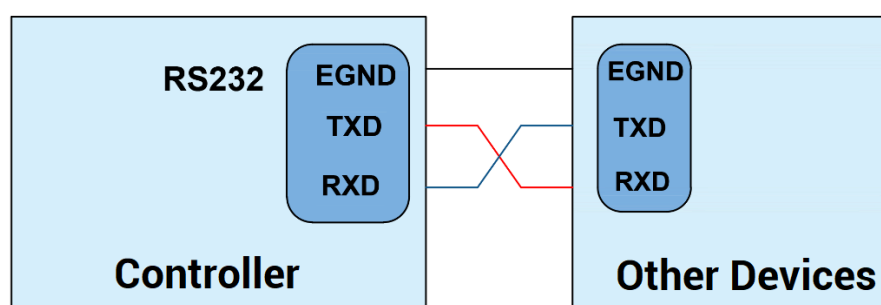 RS232
EGND
TXD
RXD
Controller
EGND
TXD
RXD
Other Devices